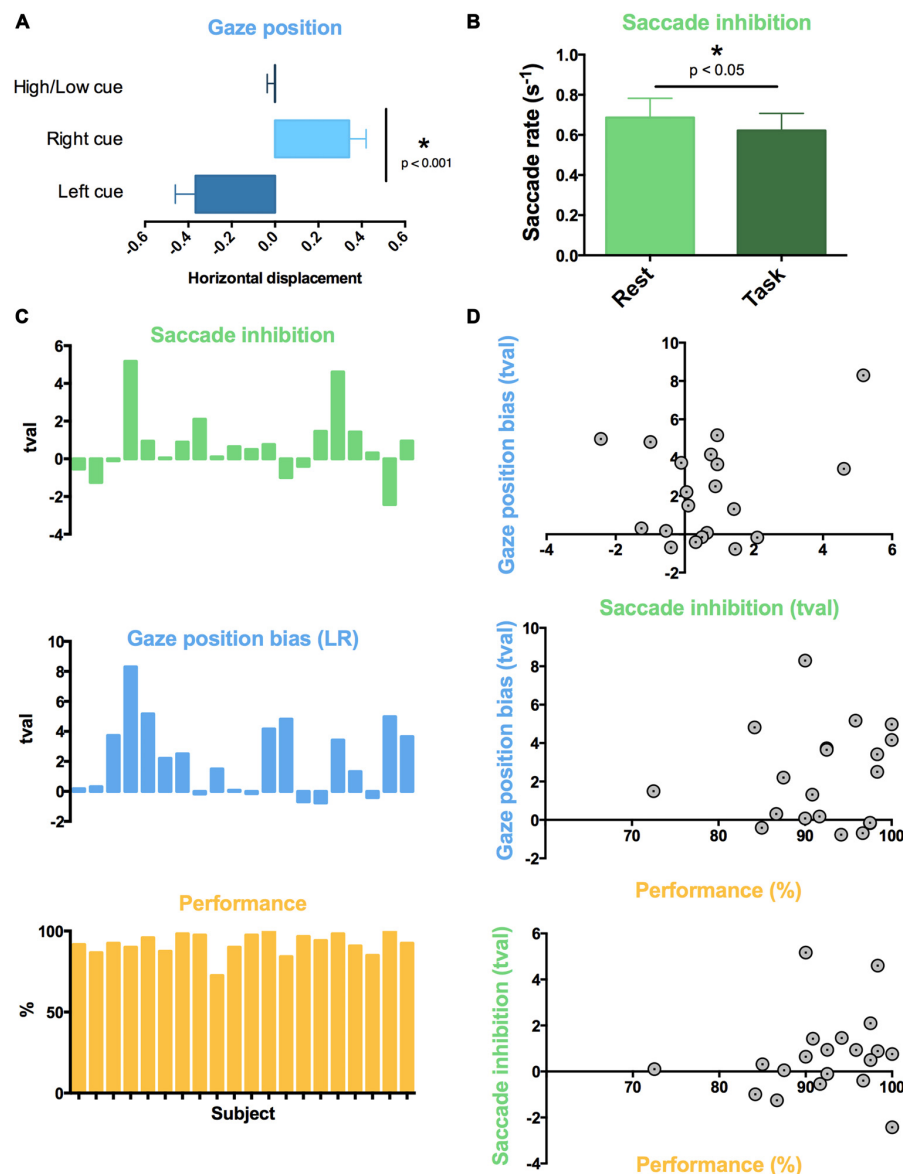 A
Gaze position
High/Low cue
Right cue
Left cue
*
p < 0.001
-0.6 -0.4 -0.2 0.0 0.2 0.4 0.6
Horizontal displacement
B
Saccade inhibition
*
p < 0.05
Saccade rate (s⁻¹)
1.0
0.8
0.6
0.4
0.2
0.0
Rest Task
C
Saccade inhibition
tval
6
4
2
0
-2
-4
Gaze position bias (LR)
tval
10
8
6
4
2
0
-2
Performance
%
100
50
0
Subject
D
Gaze position bias (tval)
10
8
6
4
2
-2
-4 -2 0 2 4 6
Saccade inhibition (tval)
Gaze position bias (tval)
10
8
6
4
2
0
-2
70 80 90 100
Performance (%)
Saccade inhibition (tval)
6
4
2
0
-2
-4
70 80 90 100
Performance (%)